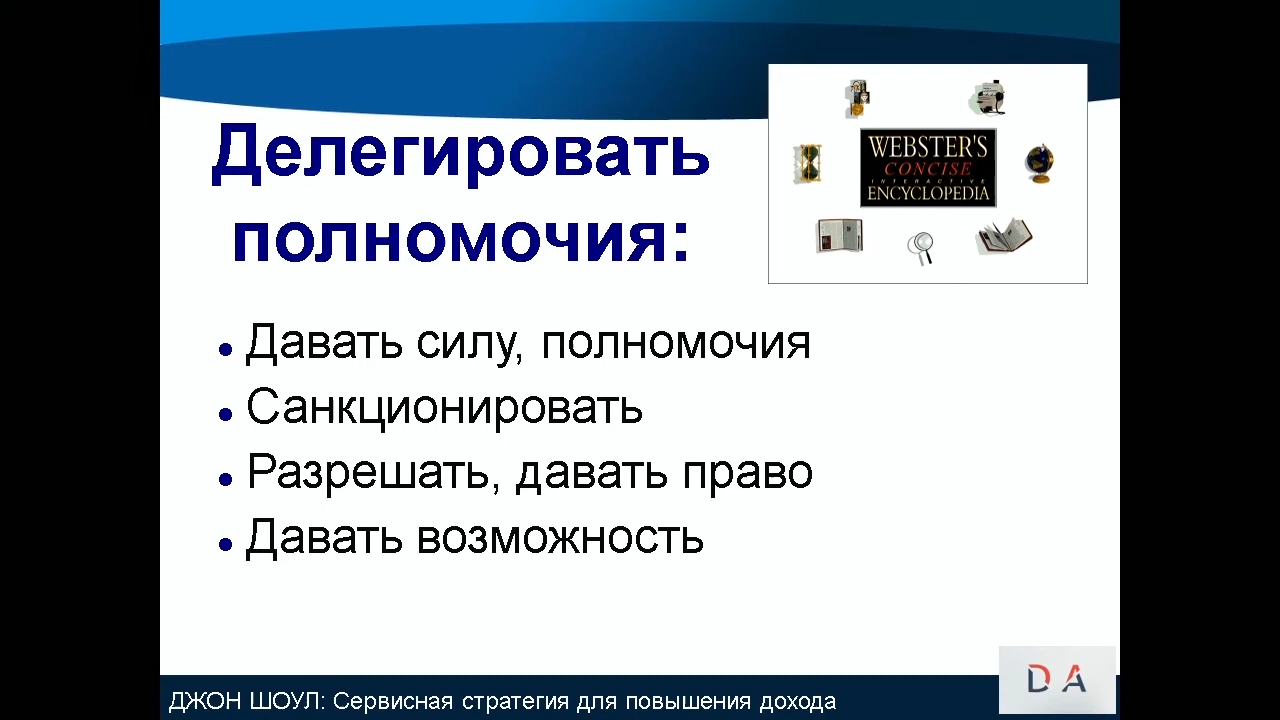 Делегировать
полномочия:
WEBSTER'S
CONCISE
INTERACTIVE
ENCYCLOPEDIA
• Давать силу, полномочия
• Санкционировать
• Разрешать, давать право
• Давать возможность
ДЖОН ШОУЛ: Сервисная стратегия для повышения дохода
DA